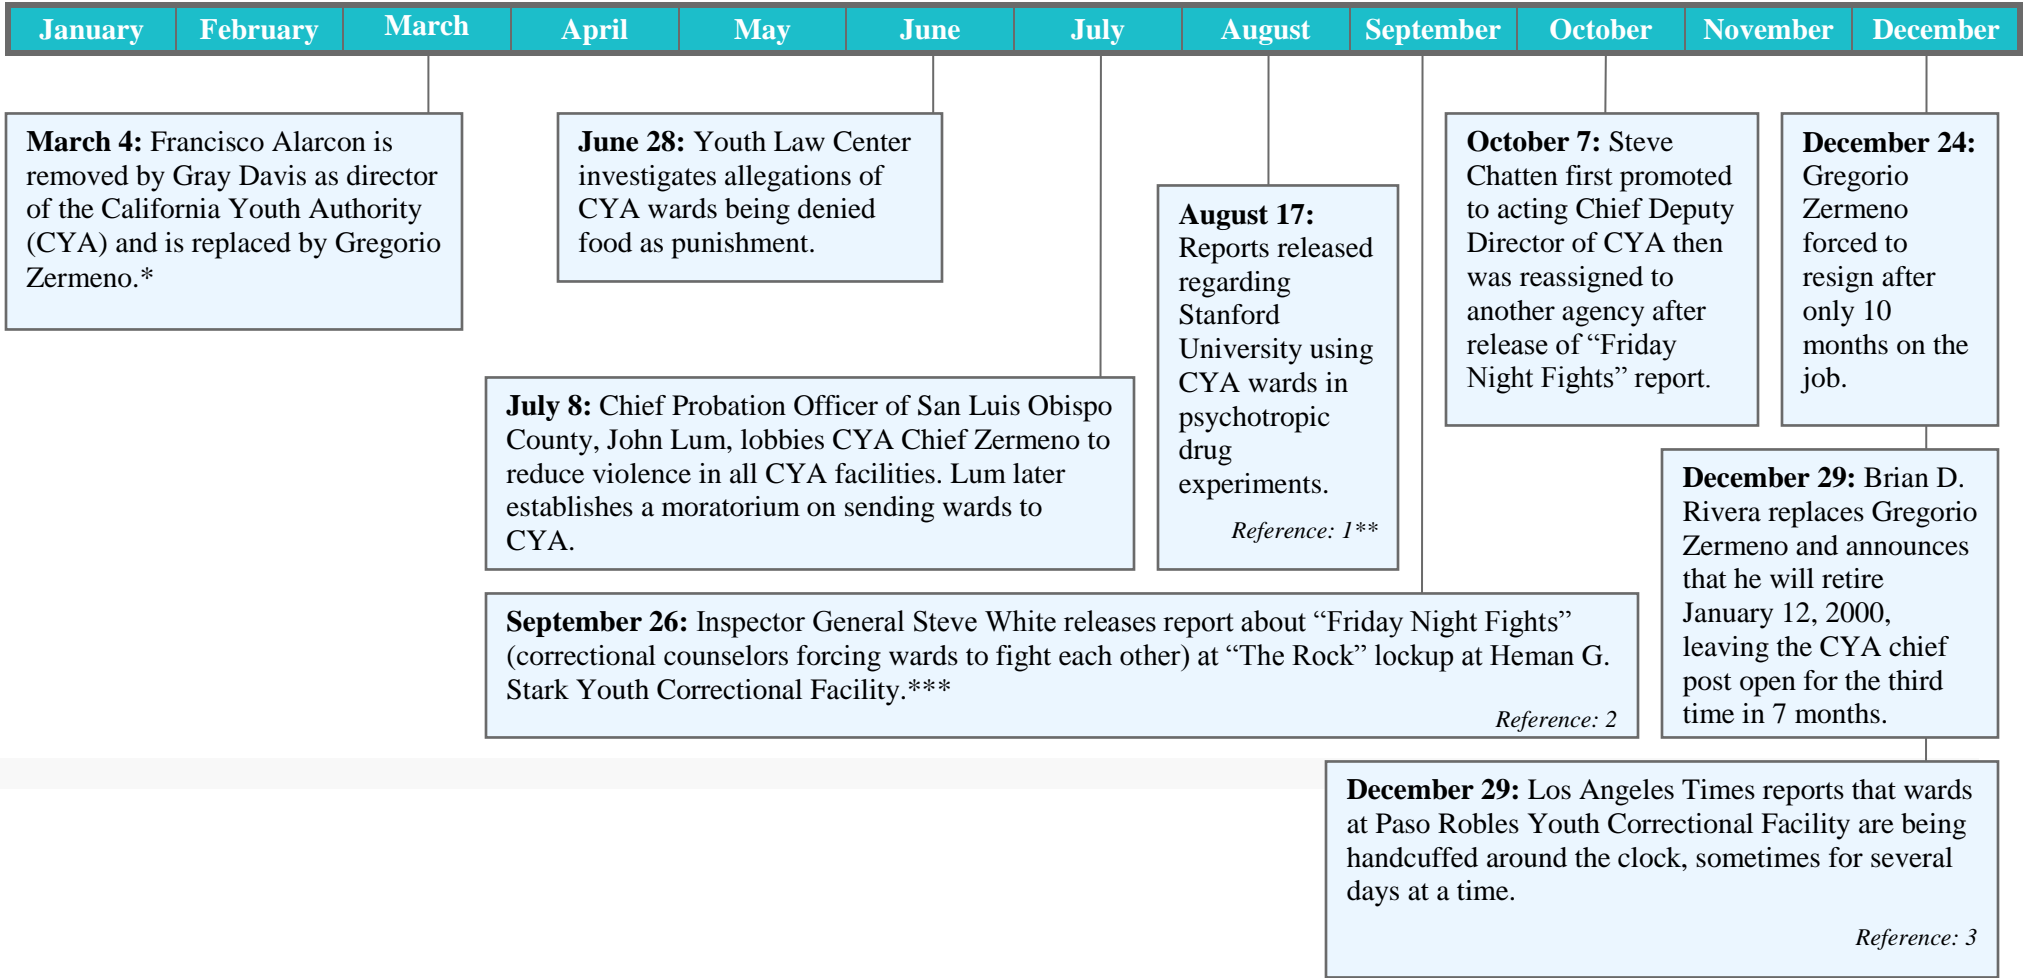 January February March April May June July August September October November December
March 4: Francisco Alarcon is
removed by Gray Davis as director
of the California Youth Authority
(CYA) and is replaced by Gregorio
Zermeno.*
June 28: Youth Law Center
investigates allegations of
CYA wards being denied
food as punishment.
July 8: Chief Probation Officer of San Luis Obispo
County, John Lum, lobbies CYA Chief Zermeno to
reduce violence in all CYA facilities. Lum later
establishes a moratorium on sending wards to
CYA.
August 17:
Reports released
regarding
Stanford
University using
CYA wards in
psychotropic
drug
experiments.
Reference: 1**
September 26: Inspector General Steve White releases report about “Friday Night Fights”
(correctional counselors forcing wards to fight each other) at “The Rock” lockup at Heman G.
Stark Youth Correctional Facility.***
Reference: 2
October 7: Steve
Chatten first promoted
to acting Chief Deputy
Director of CYA then
was reassigned to
another agency after
release of “Friday
Night Fights” report.
December 24:
Gregorio
Zermeno
forced to
resign after
only 10
months on the
job.
December 29: Brian D.
Rivera replaces Gregorio
Zermeno and announces
that he will retire
January 12, 2000,
leaving the CYA chief
post open for the third
time in 7 months.
December 29: Los Angeles Times reports that wards
at Paso Robles Youth Correctional Facility are being
handcuffed around the clock, sometimes for several
days at a time.
Reference: 3